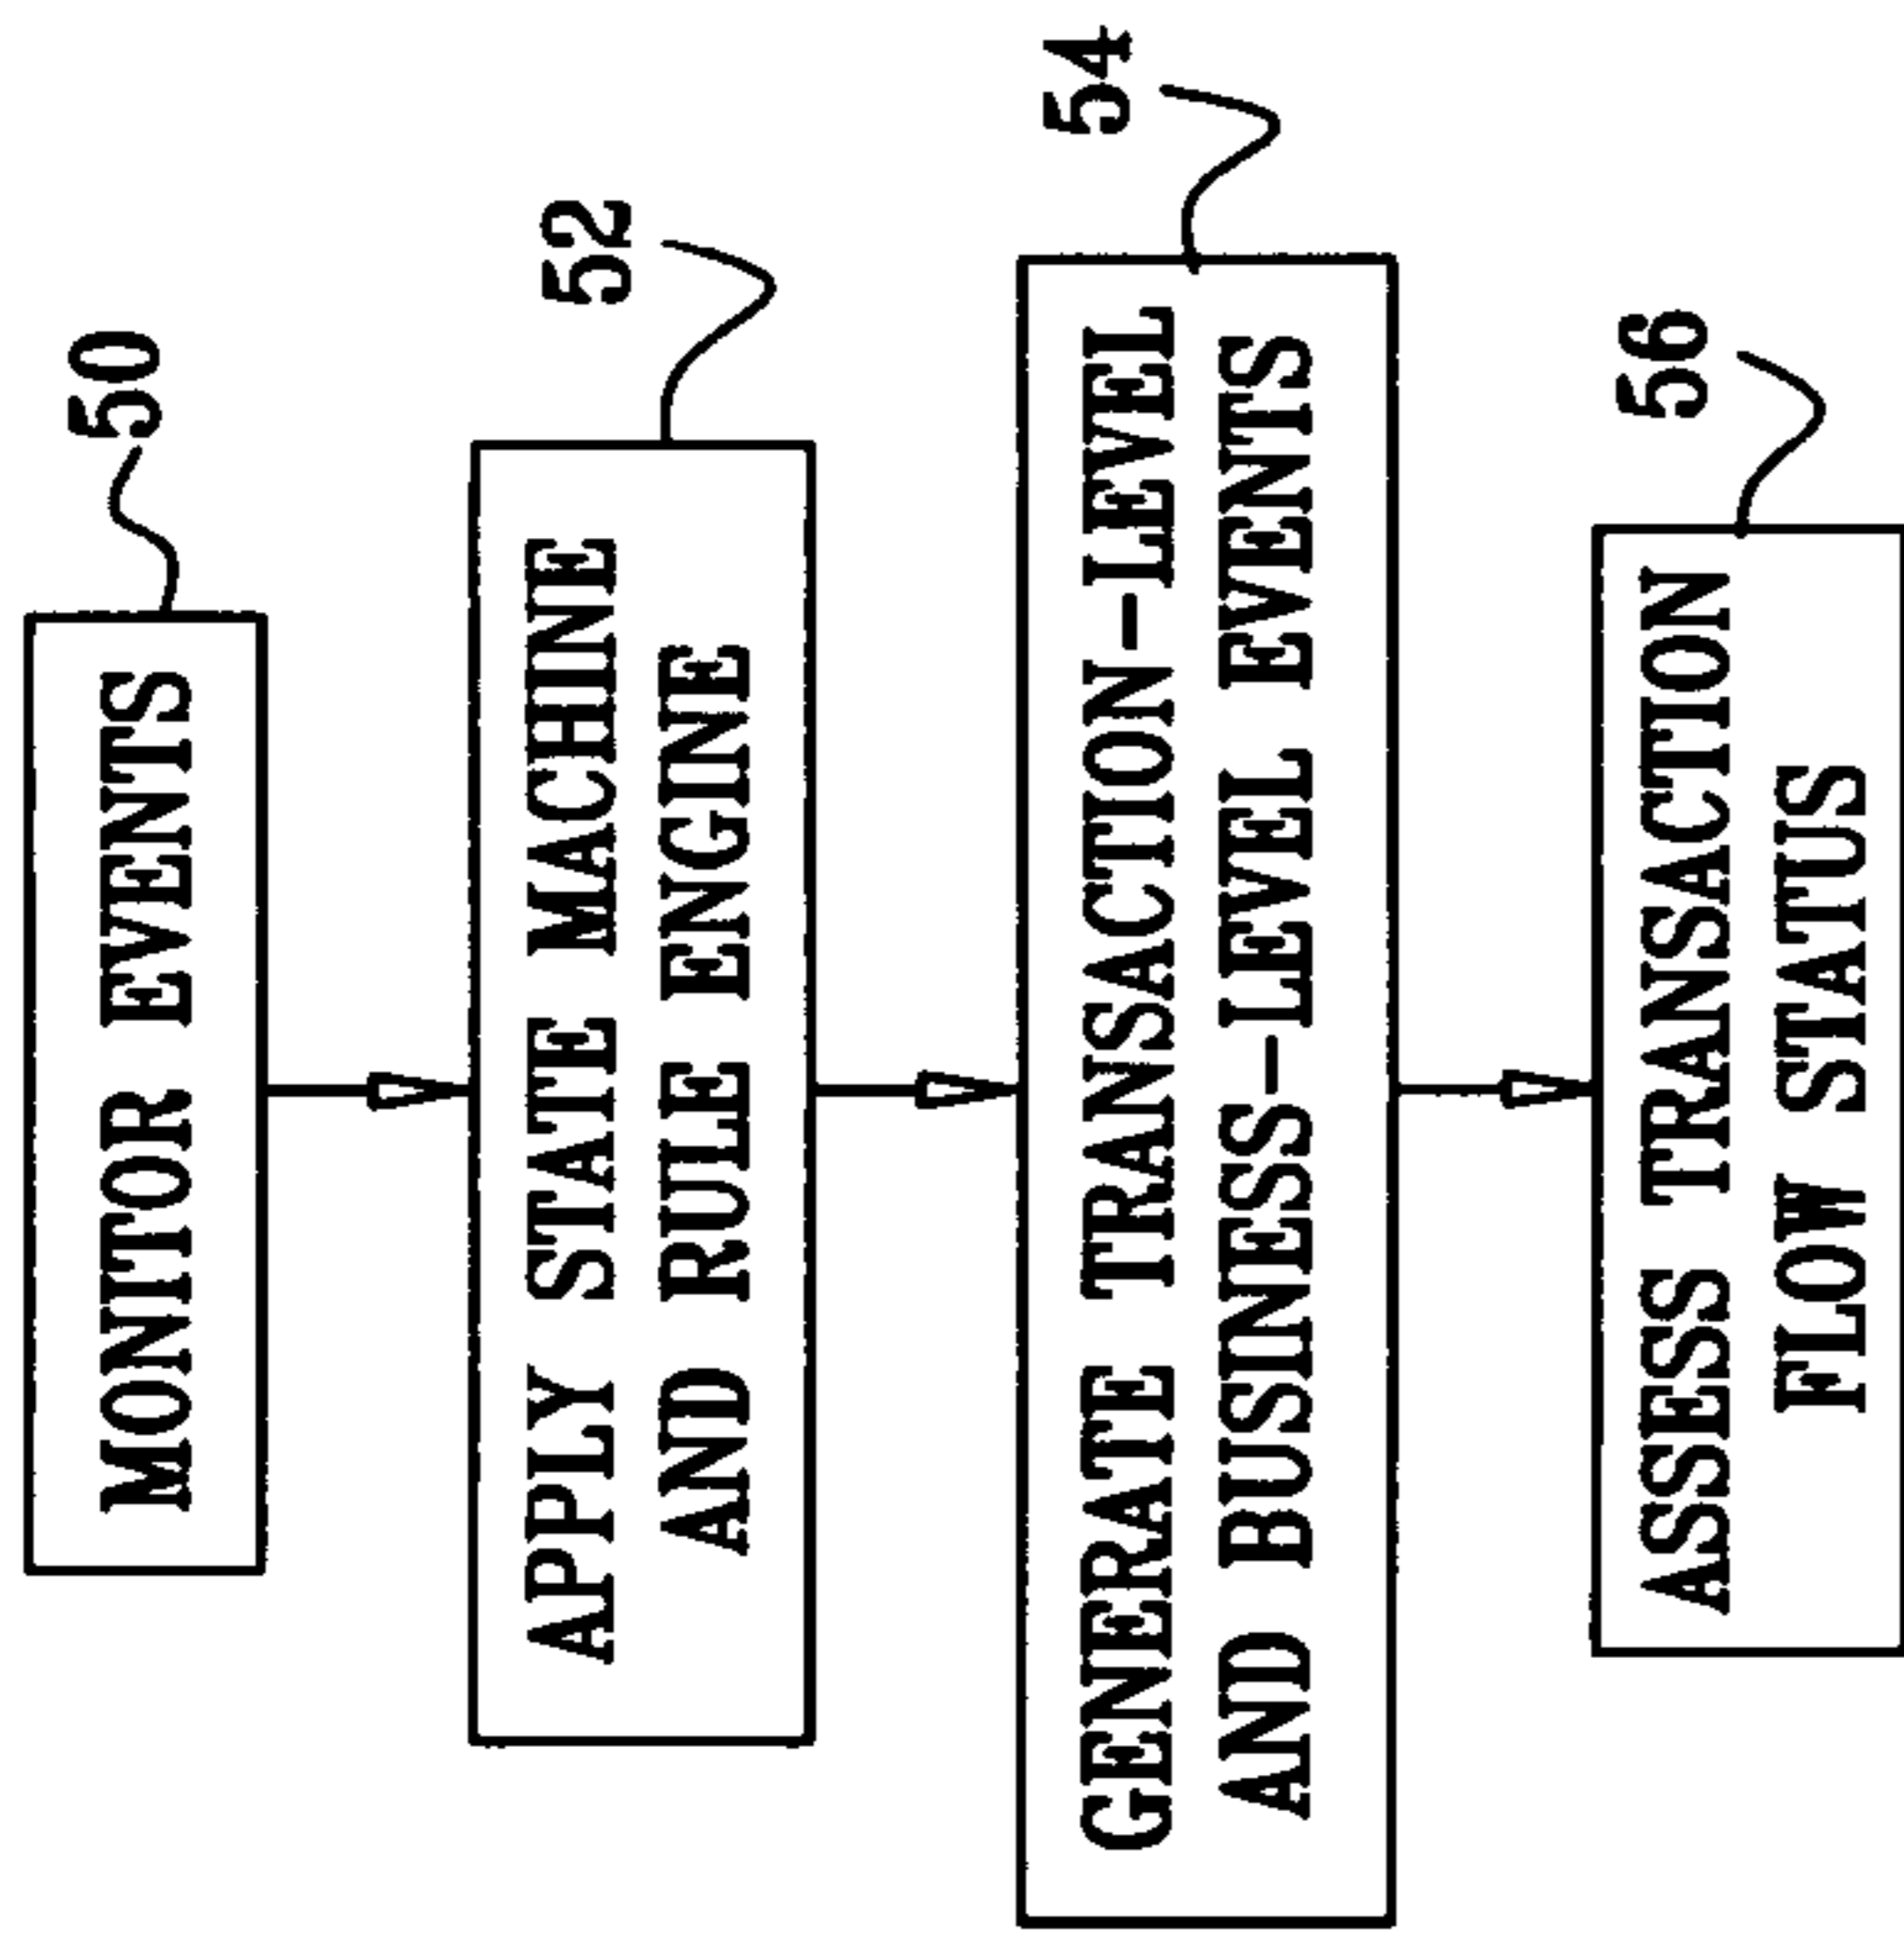 50
MONITOR EVENTS
52
APPLY STATE MACHINE
AND RULE ENGINE
54
GENERATE TRANSACTION-LEVEL
AND BUSINESS-LEVEL EVENTS
56
ASSESS TRANSACTION
FLOW STATUS